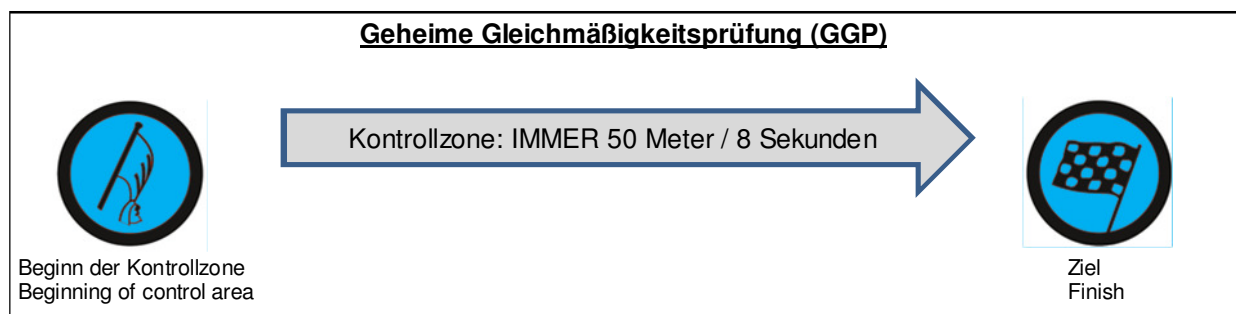 Geheime Gleichmäßigkeitsprüfung (GGP)
Kontrollzone: IMMER 50 Meter / 8 Sekunden
Beginn der Kontrollzone
Beginning of control area
Ziel
Finish